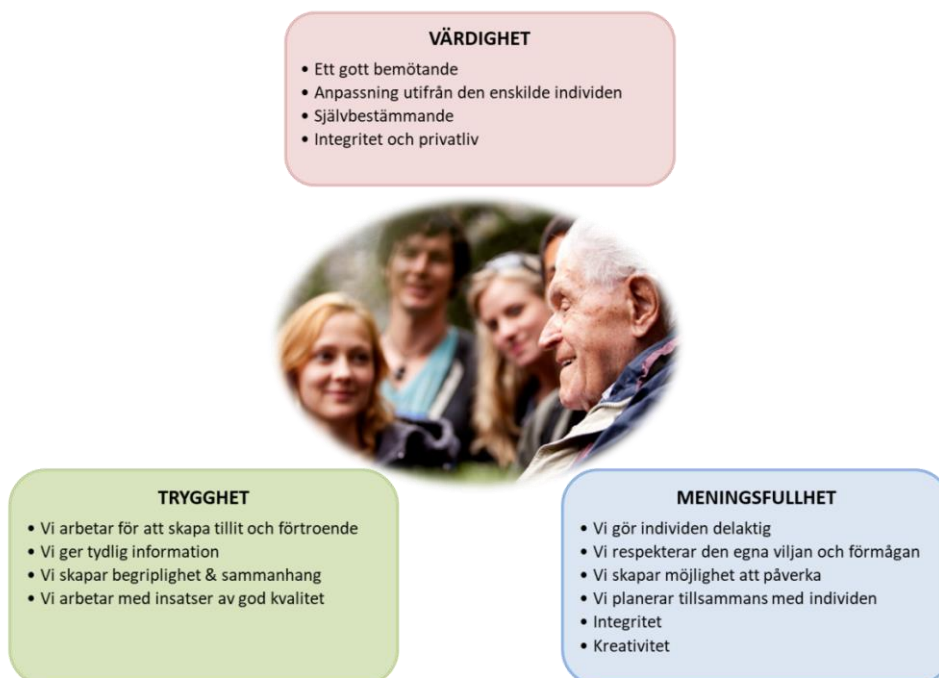 VÄRDIGHET
• Ett gott bemötande
• Anpassning utifrån den enskilde individen
• Självbestämmande
• Integritet och privatliv
TRYGGHET
• Vi arbetar för att skapa tillit och förtroende
• Vi ger tydlig information
• Vi skapar begriplighet & sammanhang
• Vi arbetar med insatser av god kvalitet
MENINGSFULLHET
• Vi gör individen delaktig
• Vi respekterar den egna viljan och förmågan
• Vi skapar möjlighet att påverka
• Vi planerar tillsammans med individen
• Integritet
• Kreativitet